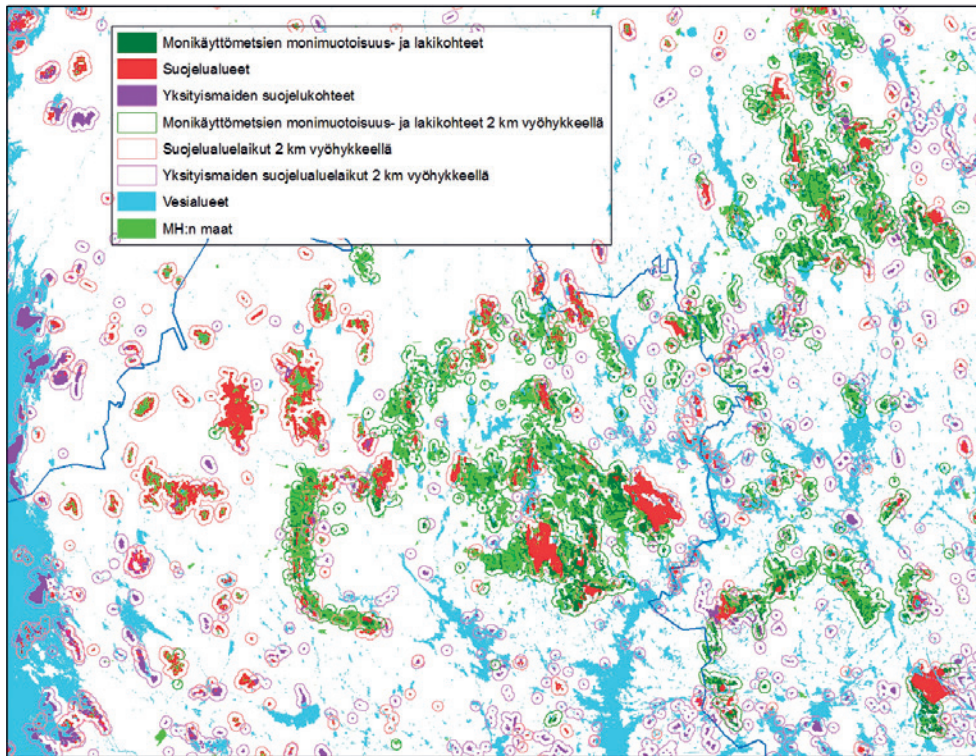 Monikäyttömetsien monimuotoisuus- ja lakikohteet
Suojelualueet
Yksityismaiden suojelukohteet
Monikäyttömetsien monimuotoisuus- ja lakikohteet 2 km vyöhykkeellä
Suojelualuelaikut 2 km vyöhykkeellä
Yksityismaiden suojelualuelaikut 2 km vyöhykkeellä
Vesialueet
MH:n maat